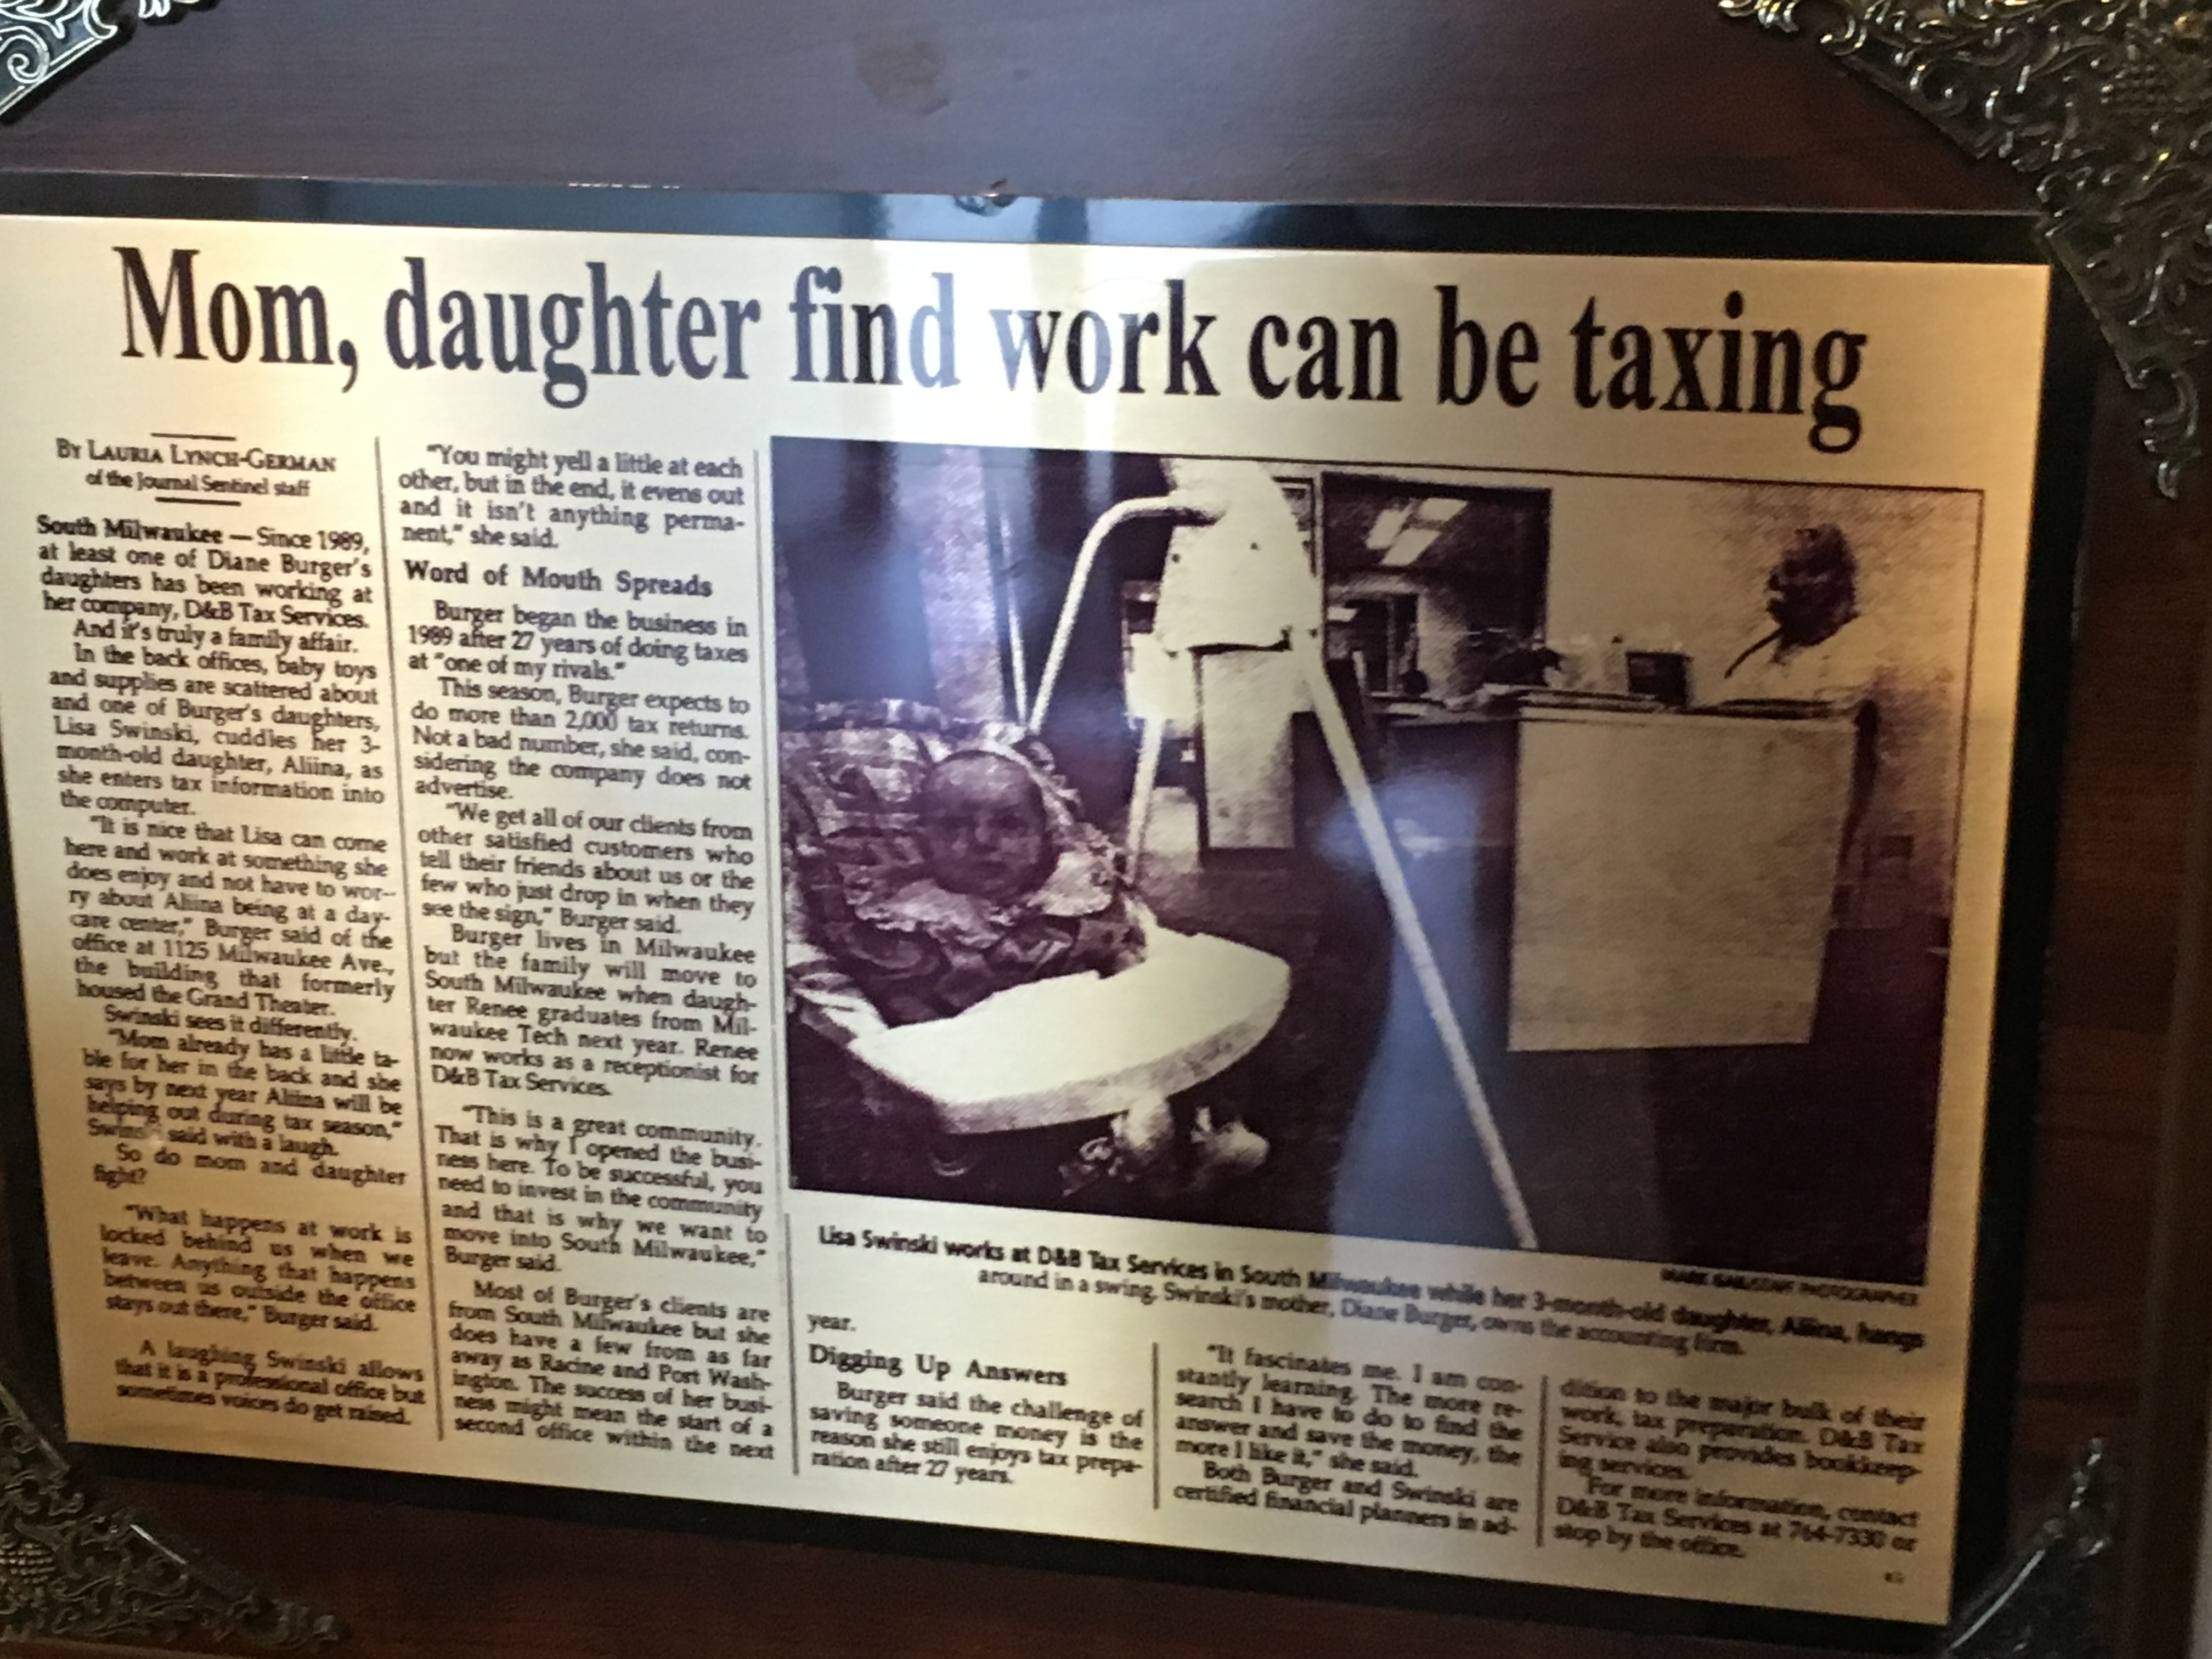 Mom, daughter find work can be taxing
By Lauria Lynch-German
of the Journal Sentinel staff
South Milwaukee — Since 1989,
at least one of Diane Burger's
daughters has been working at
her company, D&B Tax Services.
And it's truly a family affair.
In the back offices, baby toys
and supplies are scattered about
and one of Burger's daughters,
Lisa Swinski, cuddles her 3-
month-old daughter, Aliina, as
she enters tax information into
the computer.
"It is nice that Lisa can come
here and work at something she
does enjoy and not have to wor-
ry about Aliina being at a day-
care center," Burger said of the
office at 1125 Milwaukee Ave.,
the building that formerly
housed the Grand Theater.
Swinski sees it differently.
"Mom already has a little ta-
ble for her in the back and she
says by next year Aliina will be
helping out during tax season,"
Swinski said with a laugh.
So do mom and daughter
fight?
"What happens at work is
locked behind us when we
leave. Anything that happens
between us outside the office
stays out there," Burger said.
A laughing Swinski allows
that it is a professional office but
sometimes voices do get raised.
"You might yell a little at each
other, but in the end, it evens out
and it isn't anything perma-
nent," she said.
Word of Mouth Spreads
Burger began the business in
1989 after 27 years of doing taxes
at "one of my rivals."
This season, Burger expects to
do more than 2,000 tax returns.
Not a bad number, she said, con-
sidering the company does not
advertise.
"We get all of our clients from
other satisfied customers who
tell their friends about us or the
few who just drop in when they
see the sign," Burger said.
Burger lives in Milwaukee
but the family will move to
South Milwaukee when daugh-
ter Renee graduates from Mil-
waukee Tech next year. Renee
now works as a receptionist for
D&B Tax Services.
"This is a great community.
That is why I opened the busi-
ness here. To be successful, you
need to invest in the community
and that is why we want to
move into South Milwaukee,"
Burger said.
Most of Burger's clients are
from South Milwaukee but she
does have a few from as far
away as Racine and Port Wash-
ington. The success of her busi-
ness might mean the start of a
second office within the next
PHOTOGRAPHER
Lisa Swinski works at D&B Tax Services in South Milwaukee while her 3-month-old daughter, Aliina, hangs
around in a swing. Swinski's mother, Diane Burger, owns the accounting firm.
year.
Digging Up Answers
Burger said the challenge of
saving someone money is the
reason she still enjoys tax prepa-
ration after 27 years.
"It fascinates me. I am con-
stantly learning. The more re-
search I have to do to find the
answer and save the money, the
more I like it," she said.
Both Burger and Swinski are
certified financial planners in ad-
dition to the major bulk of their
work, tax preparation. D&B Tax
Service also provides bookkeep-
ing services.
For more information, contact
D&B Tax Services at 764-7330 or
stop by the office.